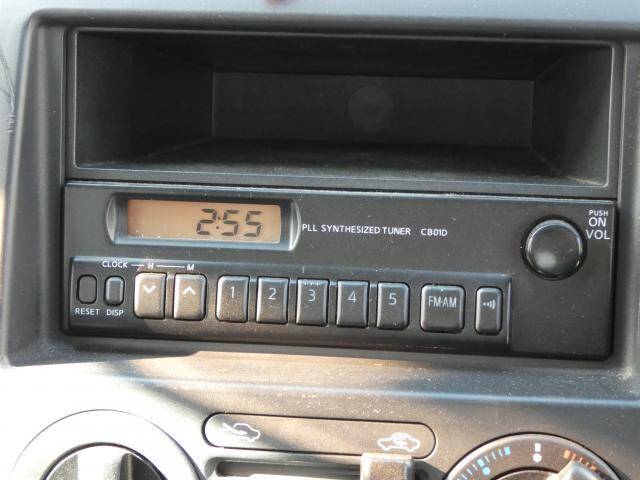 PUSH
ON
VOL
2:55
PLL SYNTHESIZED TUNER CB01D
CLOCK H M
RESET DISP
1 2 3 4 5 FM·AM